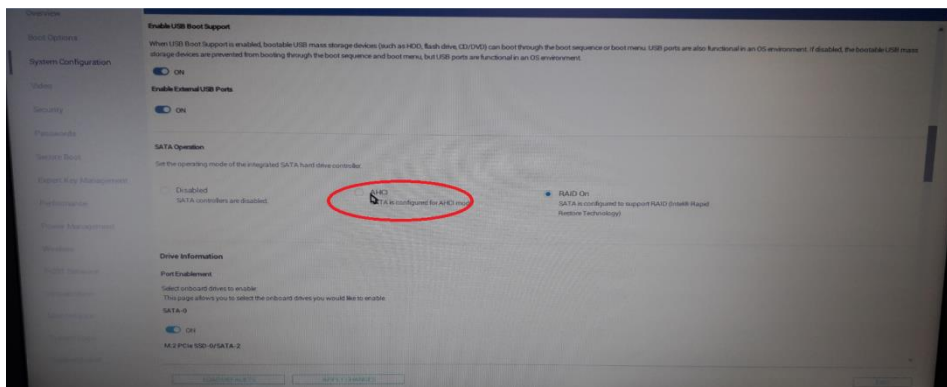 Overview
Boot Options
System Configuration
Video
Security
Passwords
Secure Boot
Expert Key Management
Performance
Power Management
Wireless
Enable USB Boot Support
When USB Boot Support is enabled, bootable USB mass storage devices (such as HDD, flash drive, CD/DVD) can boot through the boot sequence or boot menu. USB ports are also functional in an OS environment. If disabled, the bootable USB mass
storage devices are prevented from booting through the boot sequence and boot menu, but USB ports are functional in an OS environment.
ON
Enable External USB Ports
ON
SATA Operation
Set the operating mode of the integrated SATA hard drive controller.
Disabled
SATA controllers are disabled.
AHCI
SATA is configured for AHCI mode
RAID On
SATA is configured to support RAID (Intel® Rapid
Restore Technology)
Drive Information
Port Enablement
Select onboard drives to enable:
This page allows you to select the onboard drives you would like to enable
SATA-0
ON
M.2 PCIe SSD-0/SATA-2